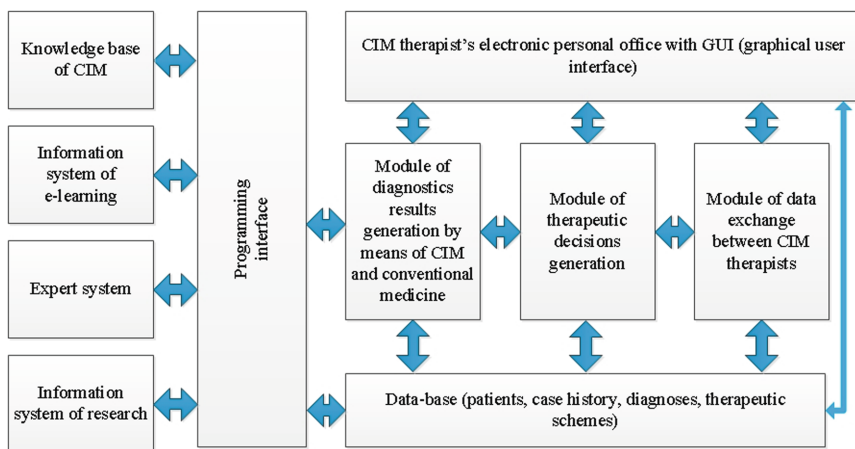 Knowledge base
of CIM
Information
system of
e-learning
Expert system
Information
system of research
Programming
interface
CIM therapist's electronic personal office with GUI (graphical user
interface)
Module of
diagnostics
results
generation by
means of CIM
and conventional
medicine
Module of
therapeutic
decisions
generation
Module of data
exchange
between CIM
therapists
Data-base (patients, case history, diagnoses, therapeutic
schemes)